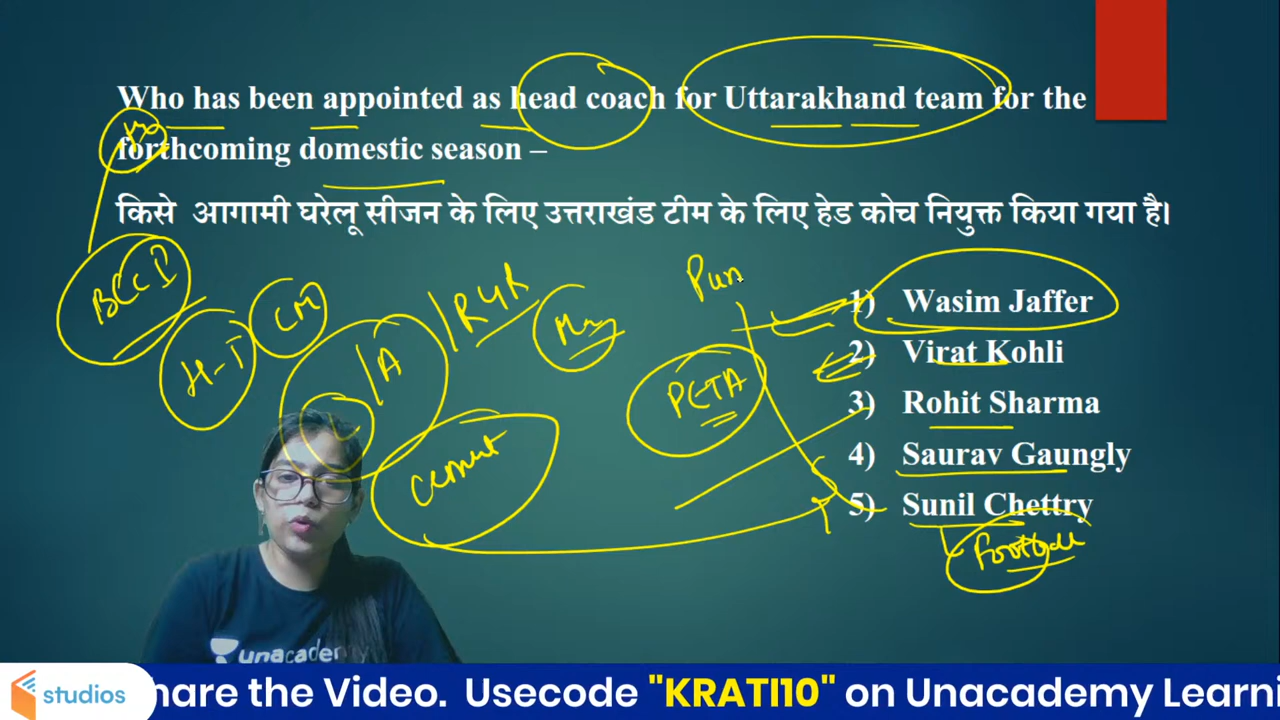 Who has been appointed as head coach for Uttarakhand team for the
forthcoming domestic season –
किसे आगामी घरेलू सीजन के लिए उत्तराखंड टीम के लिए हेड कोच नियुक्त किया गया है।
Pun
BCCI
H-T
CM
A
PETA
1) Wasim Jaffer
2) Virat Kohli
3) Rohit Sharma
4) Saurav Gaungly
5) Sunil Chettry
Football
unacademy
studios
hare the Video. Usecode "KRATI10" on Unacademy Learni